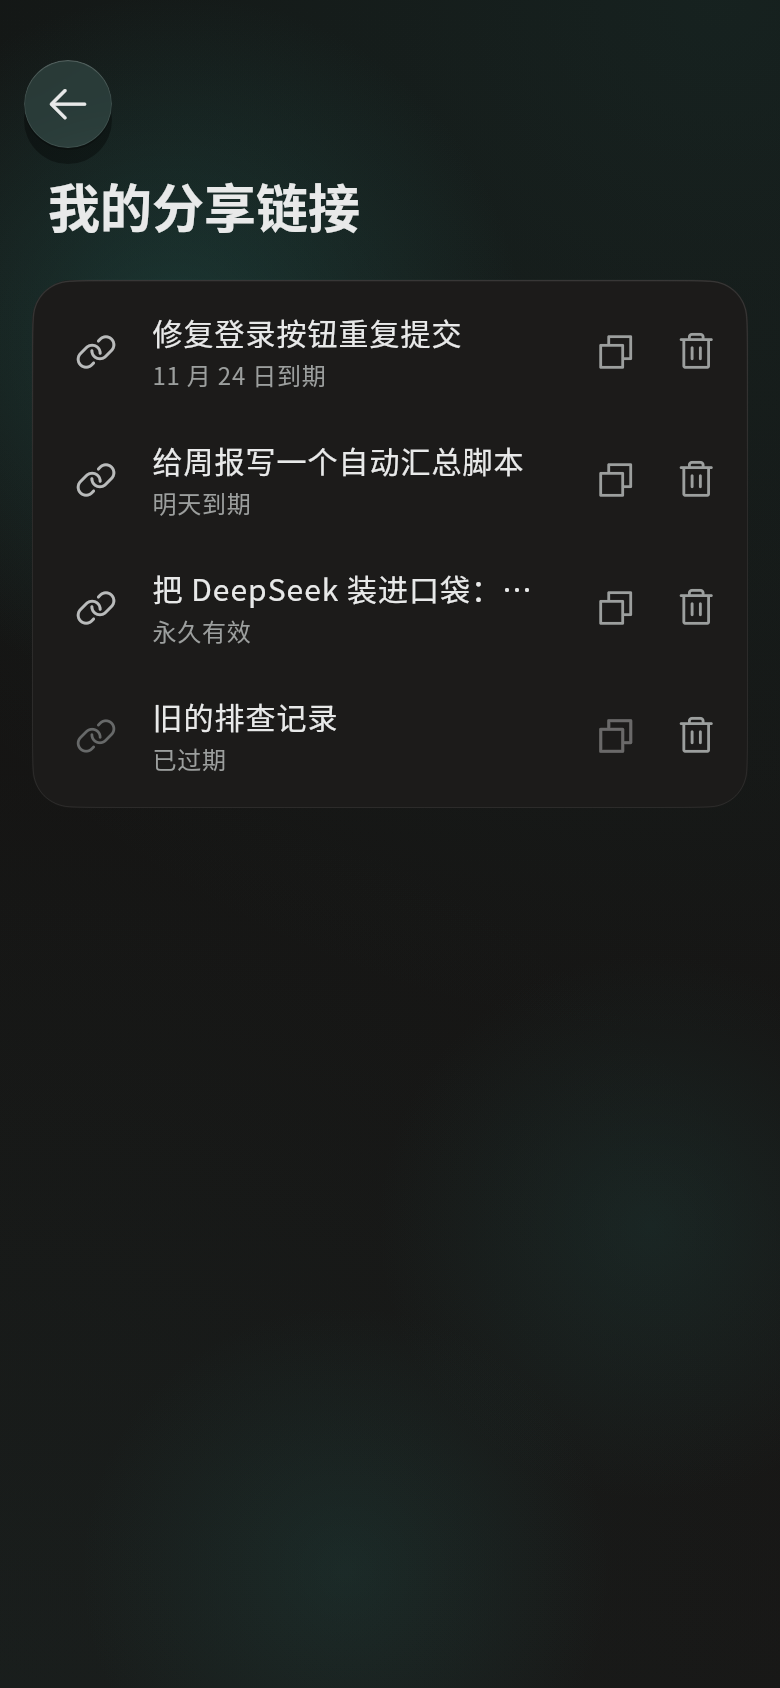 我的分享链接
修复登录按钮重复提交
11 月 24 日到期
给周报写一个自动汇总脚本
明天到期
把 DeepSeek 装进口袋：…
永久有效
旧的排查记录
已过期